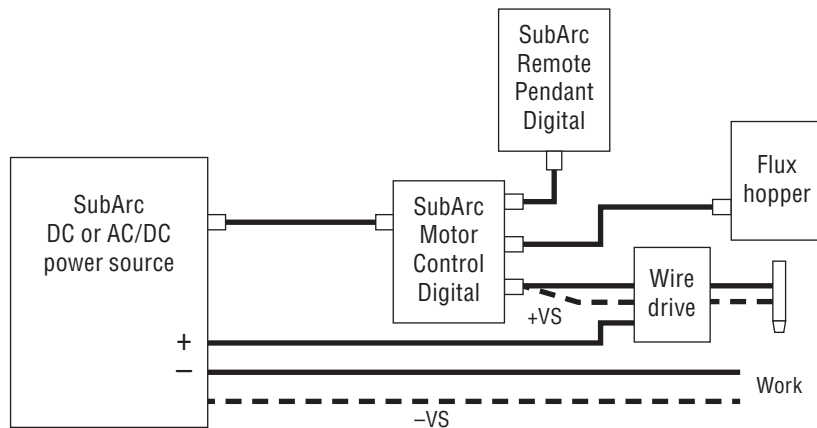 SubArc
Remote
Pendant
Digital
Flux
hopper
SubArc
DC or AC/DC
power source
SubArc
Motor
Control
Digital
Wire
drive
+VS
+
−
Work
−VS